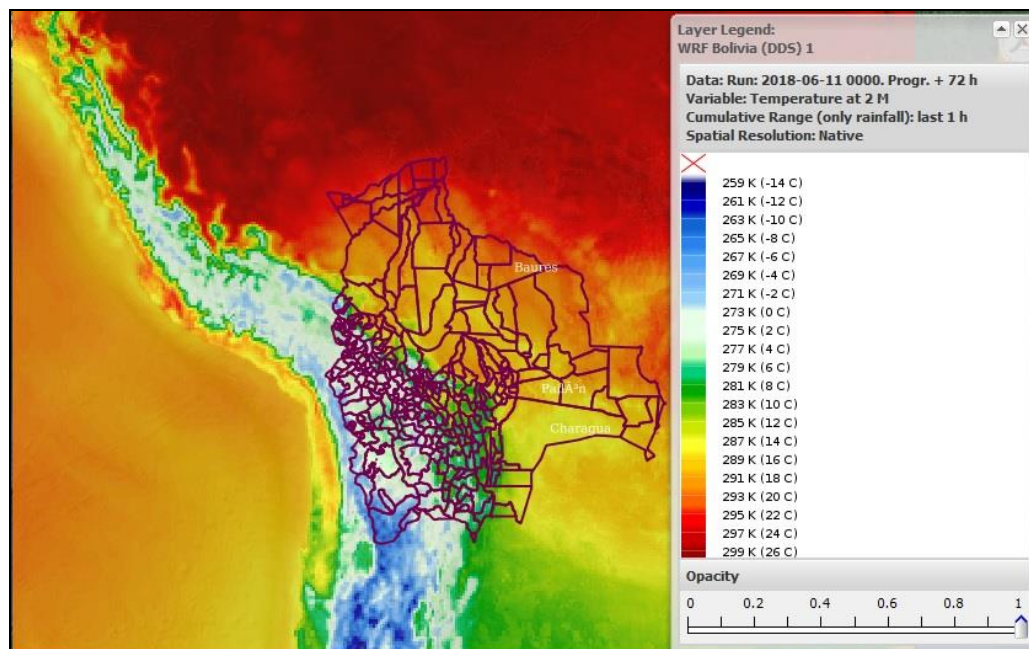 Layer Legend:
WRF Bolivia (DDS) 1
Data: Run: 2018-06-11 0000. Progr. + 72 h
Variable: Temperature at 2 M
Cumulative Range (only rainfall): last 1 h
Spatial Resolution: Native
259 K (-14 C)
261 K (-12 C)
263 K (-10 C)
265 K (-8 C)
267 K (-6 C)
269 K (-4 C)
271 K (-2 C)
273 K (0 C)
275 K (2 C)
277 K (4 C)
279 K (6 C)
281 K (8 C)
283 K (10 C)
285 K (12 C)
287 K (14 C)
289 K (16 C)
291 K (18 C)
293 K (20 C)
295 K (22 C)
297 K (24 C)
299 K (26 C)
Opacity
0 0.2 0.4 0.6 0.8 1
Baures
Charagua